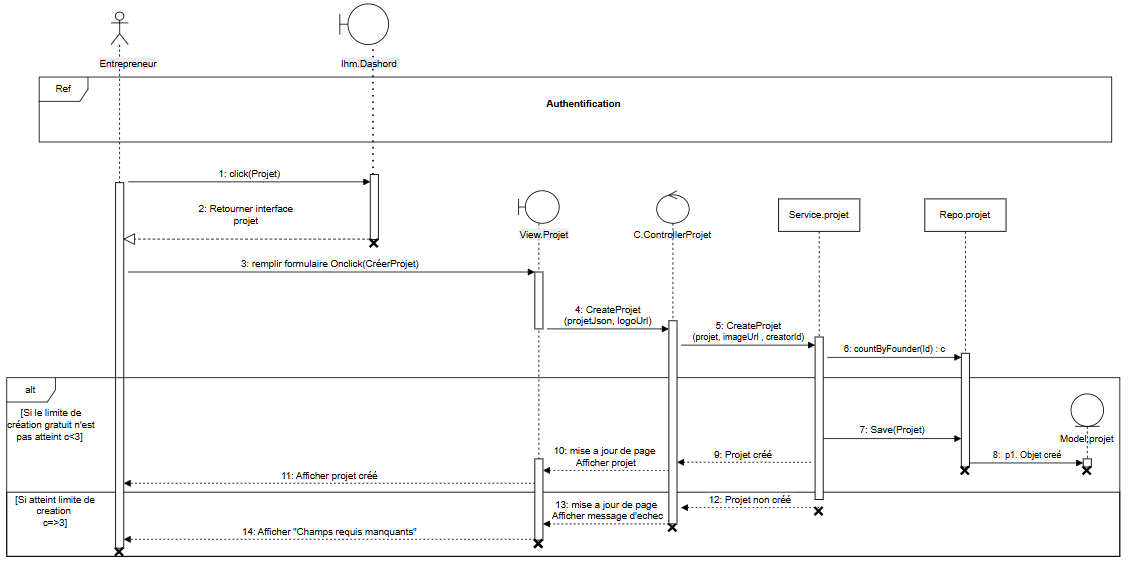 Entrepreneur
Ihm.Dashord
Ref
Authentification
1: click(Projet)
2: Retourner interface
projet
View.Projet
C.ControllerProjet
Service.projet
Repo.projet
3: remplir formulaire Onclick(CréerProjet)
4: CreateProjet
(projetJson, logoUrl)
5: CreateProjet
(projet, imageUrl , creatorId)
6: countByFounder(Id) : c
alt
[Si le limite de
création gratuit n'est
pas atteint c<3]
7: Save(Projet)
Model.projet
8: p1. Objet creé
9: Projet créé
10: mise a jour de page
Afficher projet
11: Afficher projet créé
[Si atteint limite de
creation
c=>3]
12: Projet non créé
13: mise a jour de page
Afficher message d'echec
14: Afficher "Champs requis manquants"